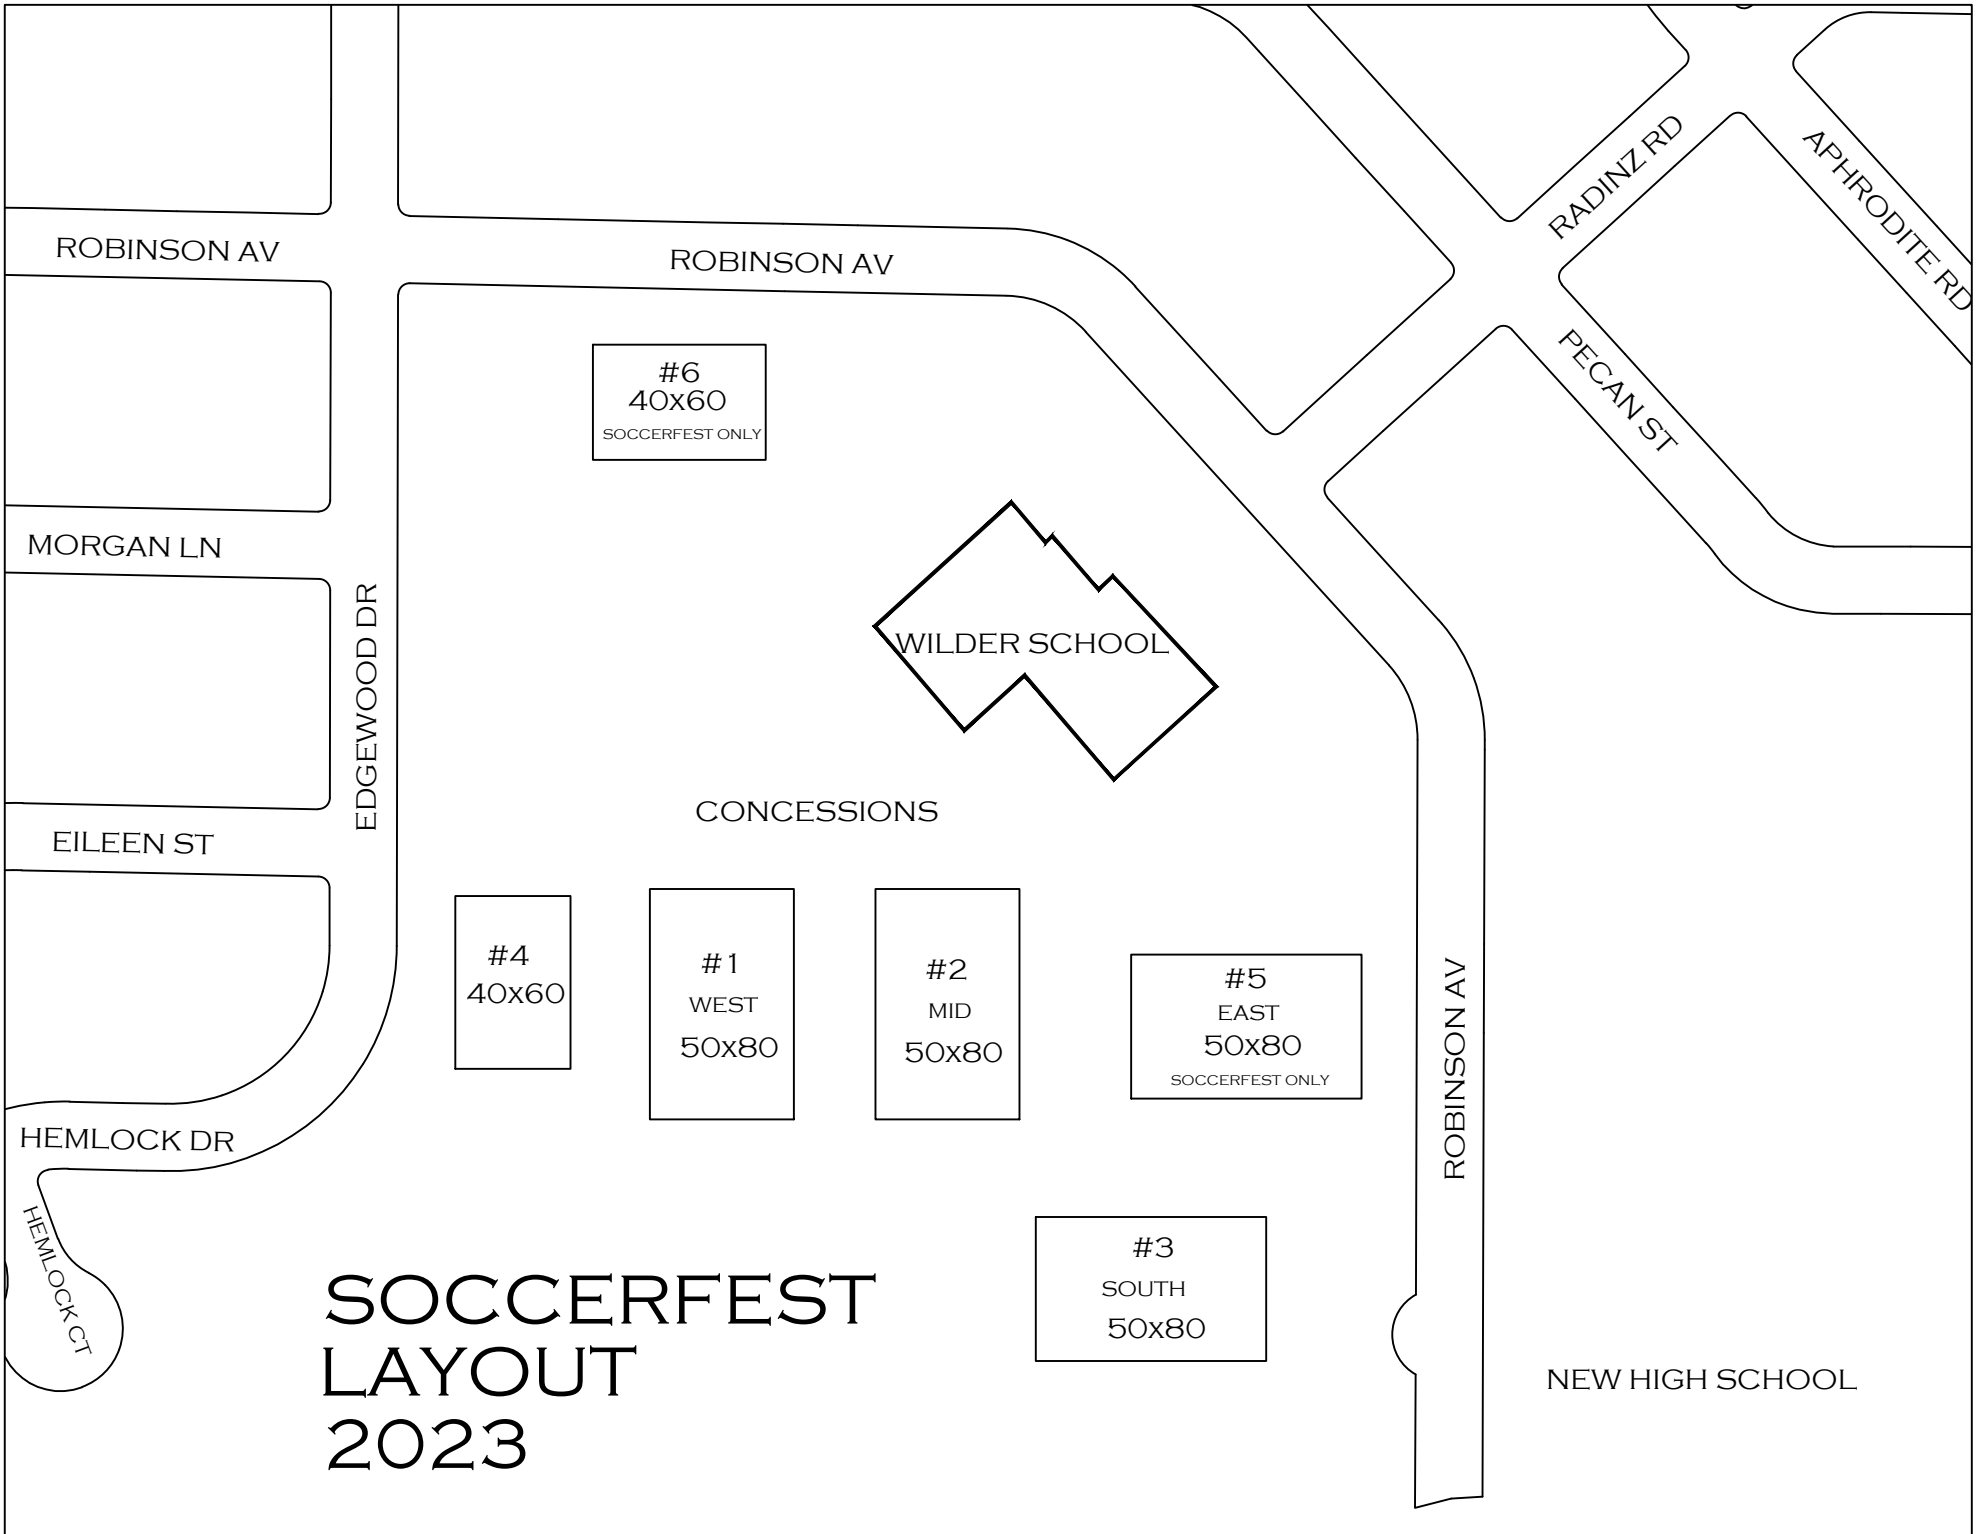 RADINZ RD
APHRODITE RD
ROBINSON AV
ROBINSON AV
PECAN ST
#6
40x60
SOCCERFEST ONLY
MORGAN LN
EDGEWOOD DR
WILDER SCHOOL
CONCESSIONS
EILEEN ST
#4
40x60
#1
WEST
50x80
#2
MID
50x80
#5
EAST
50x80
SOCCERFEST ONLY
ROBINSON AV
HEMLOCK DR
HEMLOCK CT
#3
SOUTH
50x80
SOCCERFEST
LAYOUT
2023
NEW HIGH SCHOOL